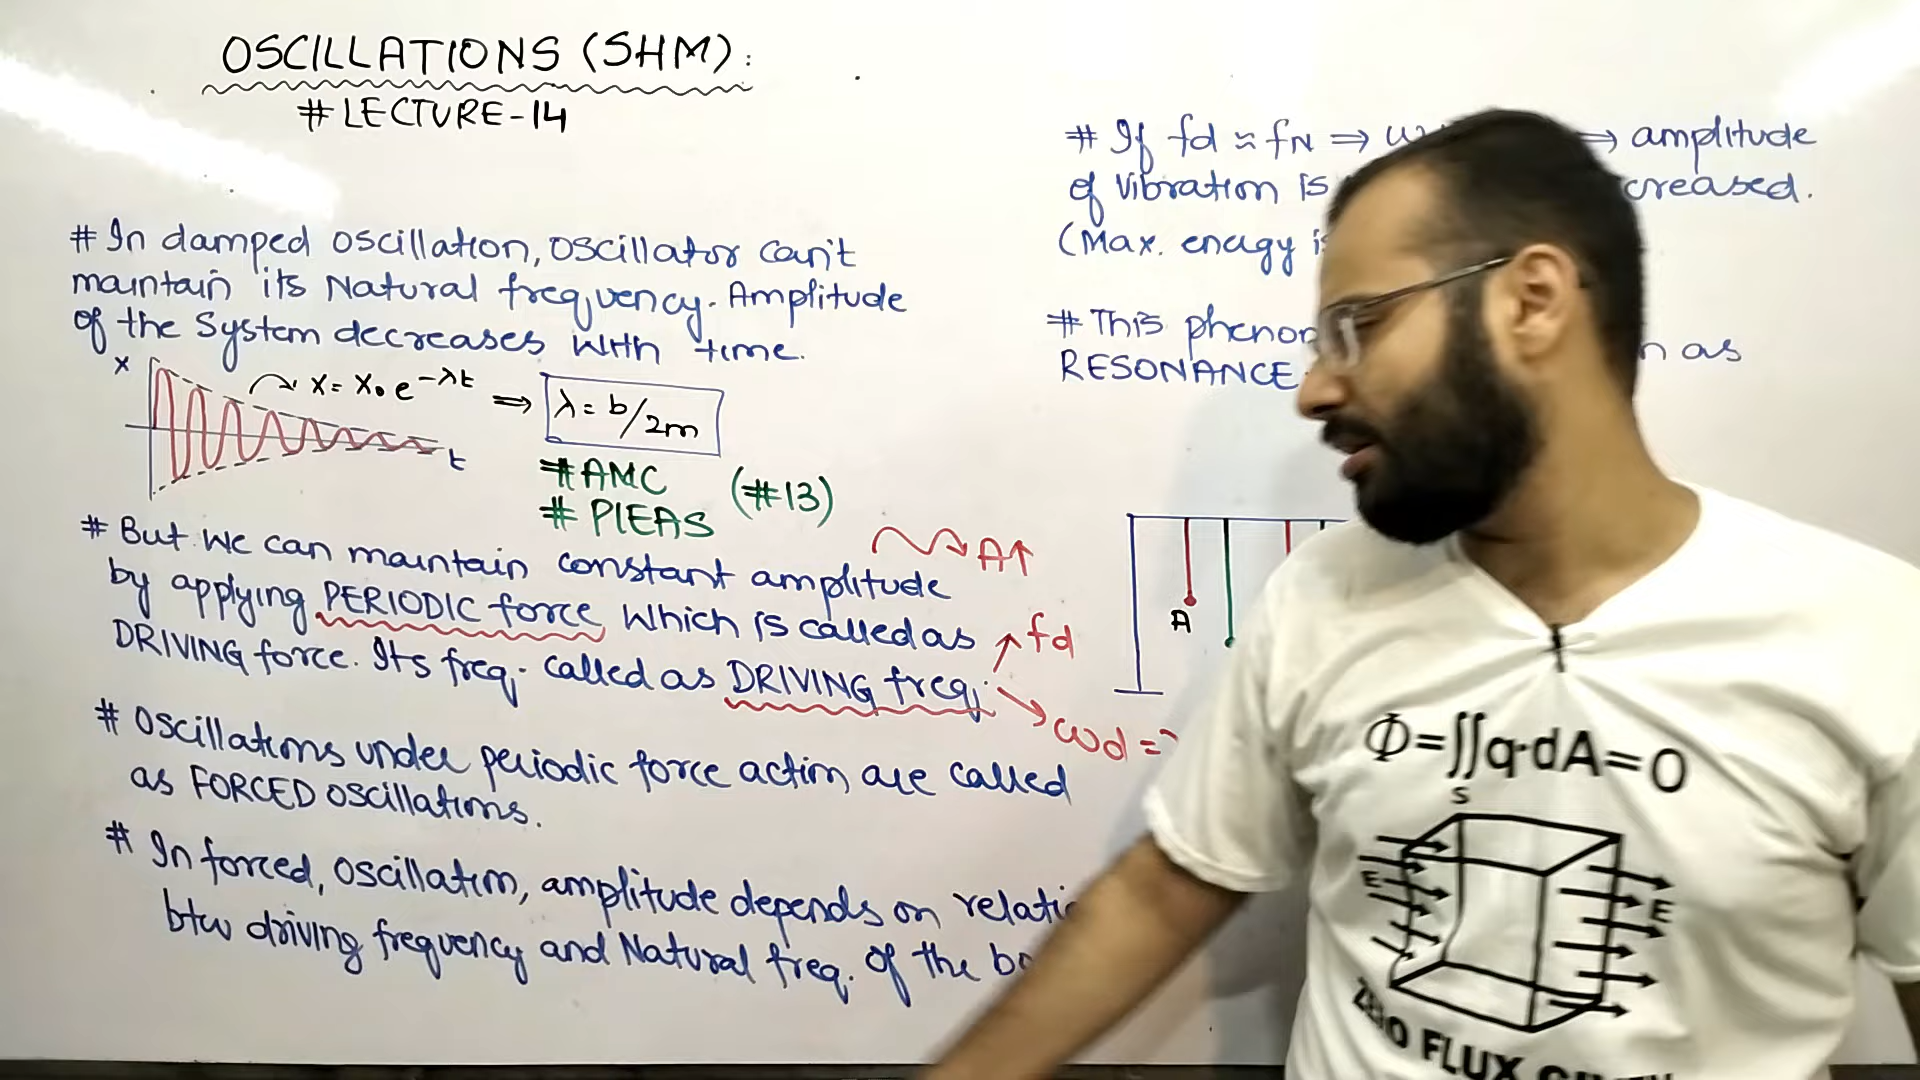 OSCILLATIONS (SHM):
#LECTURE-14
# In damped oscillation, oscillator can't
maintain its Natural frequency. Amplitude
of the System decreases with time.
x
x = x₀ e^-λt ⇒ λ = b/2m
t
#AMC
# PIEAS
(#13)
# But we can maintain constant amplitude
A↑
by applying PERIODIC force which is called as
DRIVING force. Its freq. called as DRIVING freq.
fd
ωd =
# Oscillations under periodic force action are called
as FORCED oscillations.
# In forced, oscillation, amplitude depends on
btw driving frequency and Natural freq. of the
# If fd ≈ fN ⇒ ⇒ amplitude
of Vibration is
(Max. energy
# This as
RESONANCE.
A
Φ=∬q·dA=0
S
E
E
ZERO FLUX